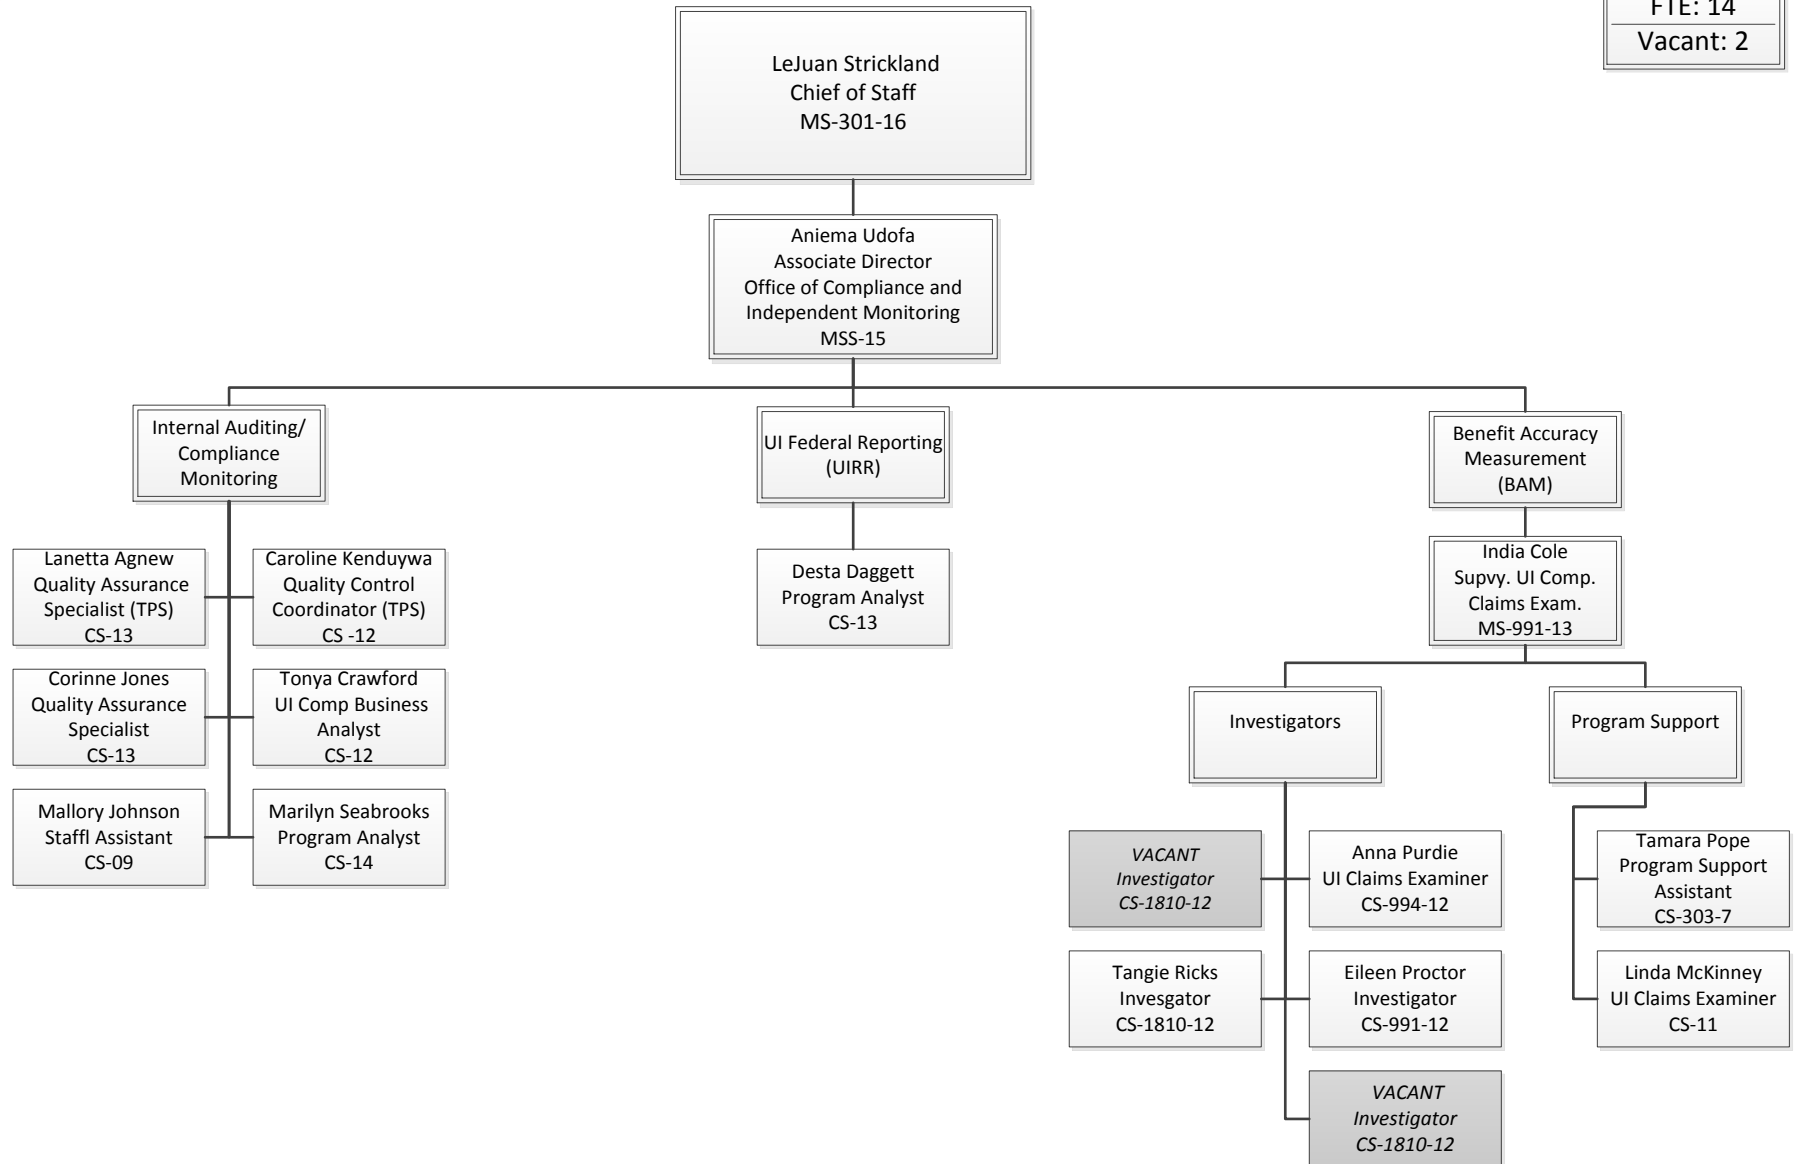 FTE: 14
Vacant: 2
LeJuan Strickland
Chief of Staff
MS-301-16
Aniema Udofa
Associate Director
Office of Compliance and
Independent Monitoring
MSS-15
Internal Auditing/
Compliance
Monitoring
UI Federal Reporting
(UIRR)
Benefit Accuracy
Measurement
(BAM)
Lanetta Agnew
Quality Assurance
Specialist (TPS)
CS-13
Caroline Kenduywa
Quality Control
Coordinator (TPS)
CS -12
Desta Daggett
Program Analyst
CS-13
India Cole
Supvy. UI Comp.
Claims Exam.
MS-991-13
Corinne Jones
Quality Assurance
Specialist
CS-13
Tonya Crawford
UI Comp Business
Analyst
CS-12
Investigators
Program Support
Mallory Johnson
Staffl Assistant
CS-09
Marilyn Seabrooks
Program Analyst
CS-14
VACANT
Investigator
CS-1810-12
Anna Purdie
UI Claims Examiner
CS-994-12
Tamara Pope
Program Support
Assistant
CS-303-7
Tangie Ricks
Invesgator
CS-1810-12
Eileen Proctor
Investigator
CS-991-12
Linda McKinney
UI Claims Examiner
CS-11
VACANT
Investigator
CS-1810-12